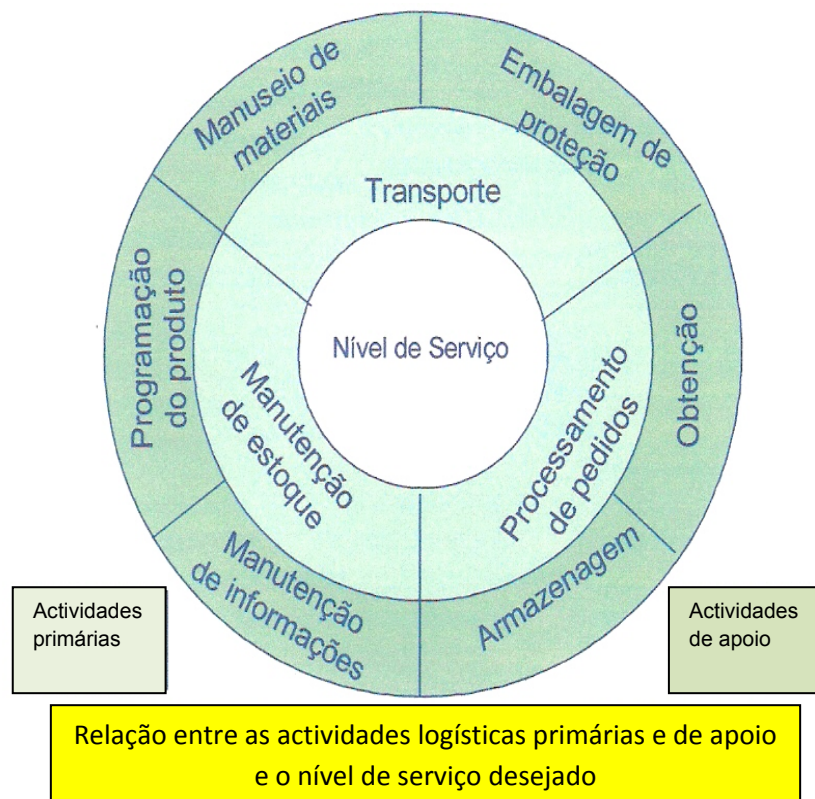 Manuseio de
materiais
Embalagem de
proteção
Transporte
Programação
do produto
Nível de Serviço
Obtenção
Manutenção
de estoque
Processamento
de pedidos
Manutenção
de informações
Armazenagem
Actividades
primárias
Actividades
de apoio
Relação entre as actividades logísticas primárias e de apoio
e o nível de serviço desejado